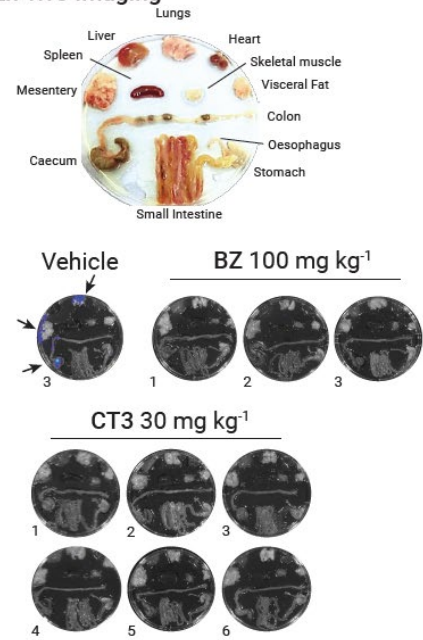 Lungs
Liver
Heart
Spleen
Skeletal muscle
Mesentery
Visceral Fat
Colon
Oesophagus
Caecum
Stomach
Small Intestine
Vehicle
BZ 100 mg kg-1
3
1
2
3
CT3 30 mg kg-1
1
2
3
4
5
6